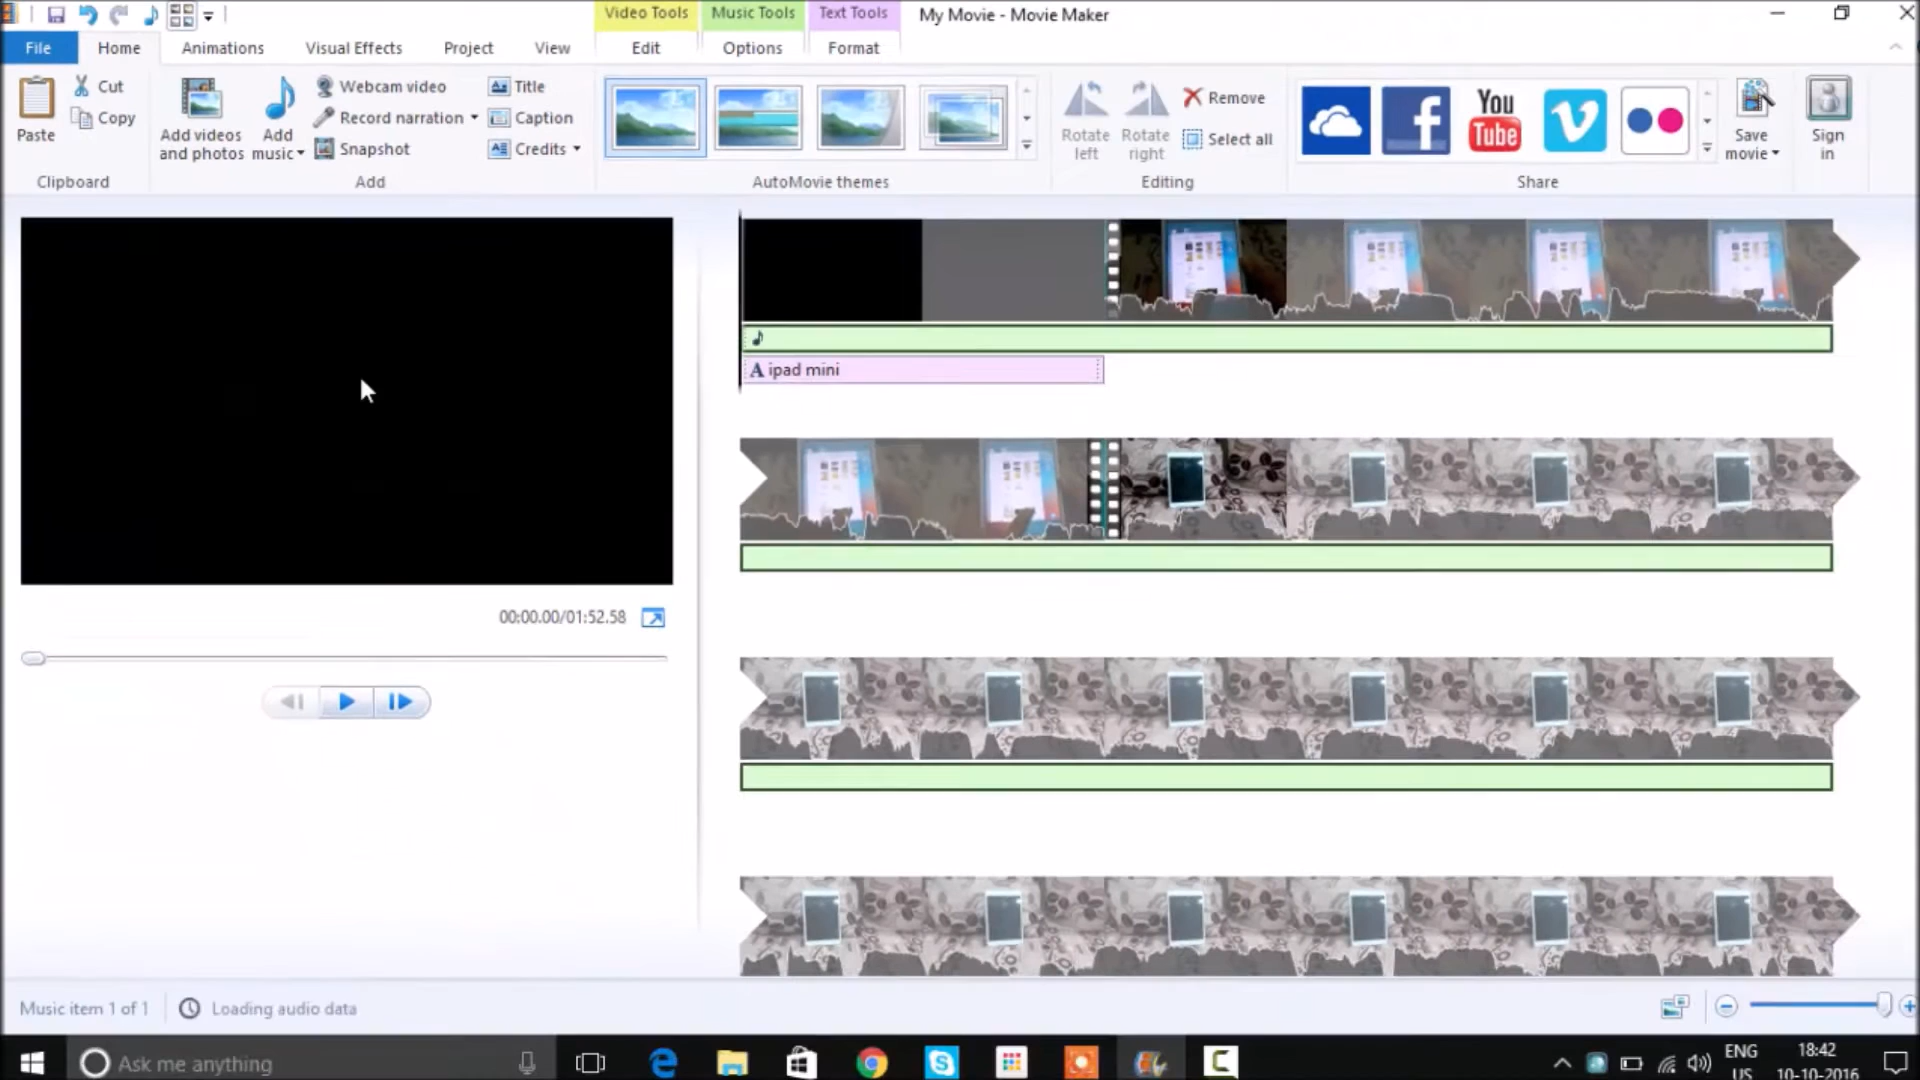 Video Tools Music Tools Text Tools My Movie - Movie Maker
File Home Animations Visual Effects Project View Edit Options Format
Paste
Cut
Copy
Clipboard
Add videos
and photos
Add
music
Webcam video
Record narration
Snapshot
Title
Caption
Credits
Add
AutoMovie themes
Rotate
left
Rotate
right
Remove
Select all
Editing
f
You
Tube
V
Share
Save
movie
Sign
in
A ipad mini
00:00.00/01:52.58
Music item 1 of 1 Loading audio data
Ask me anything
ENG
US
18:42
10-10-2016